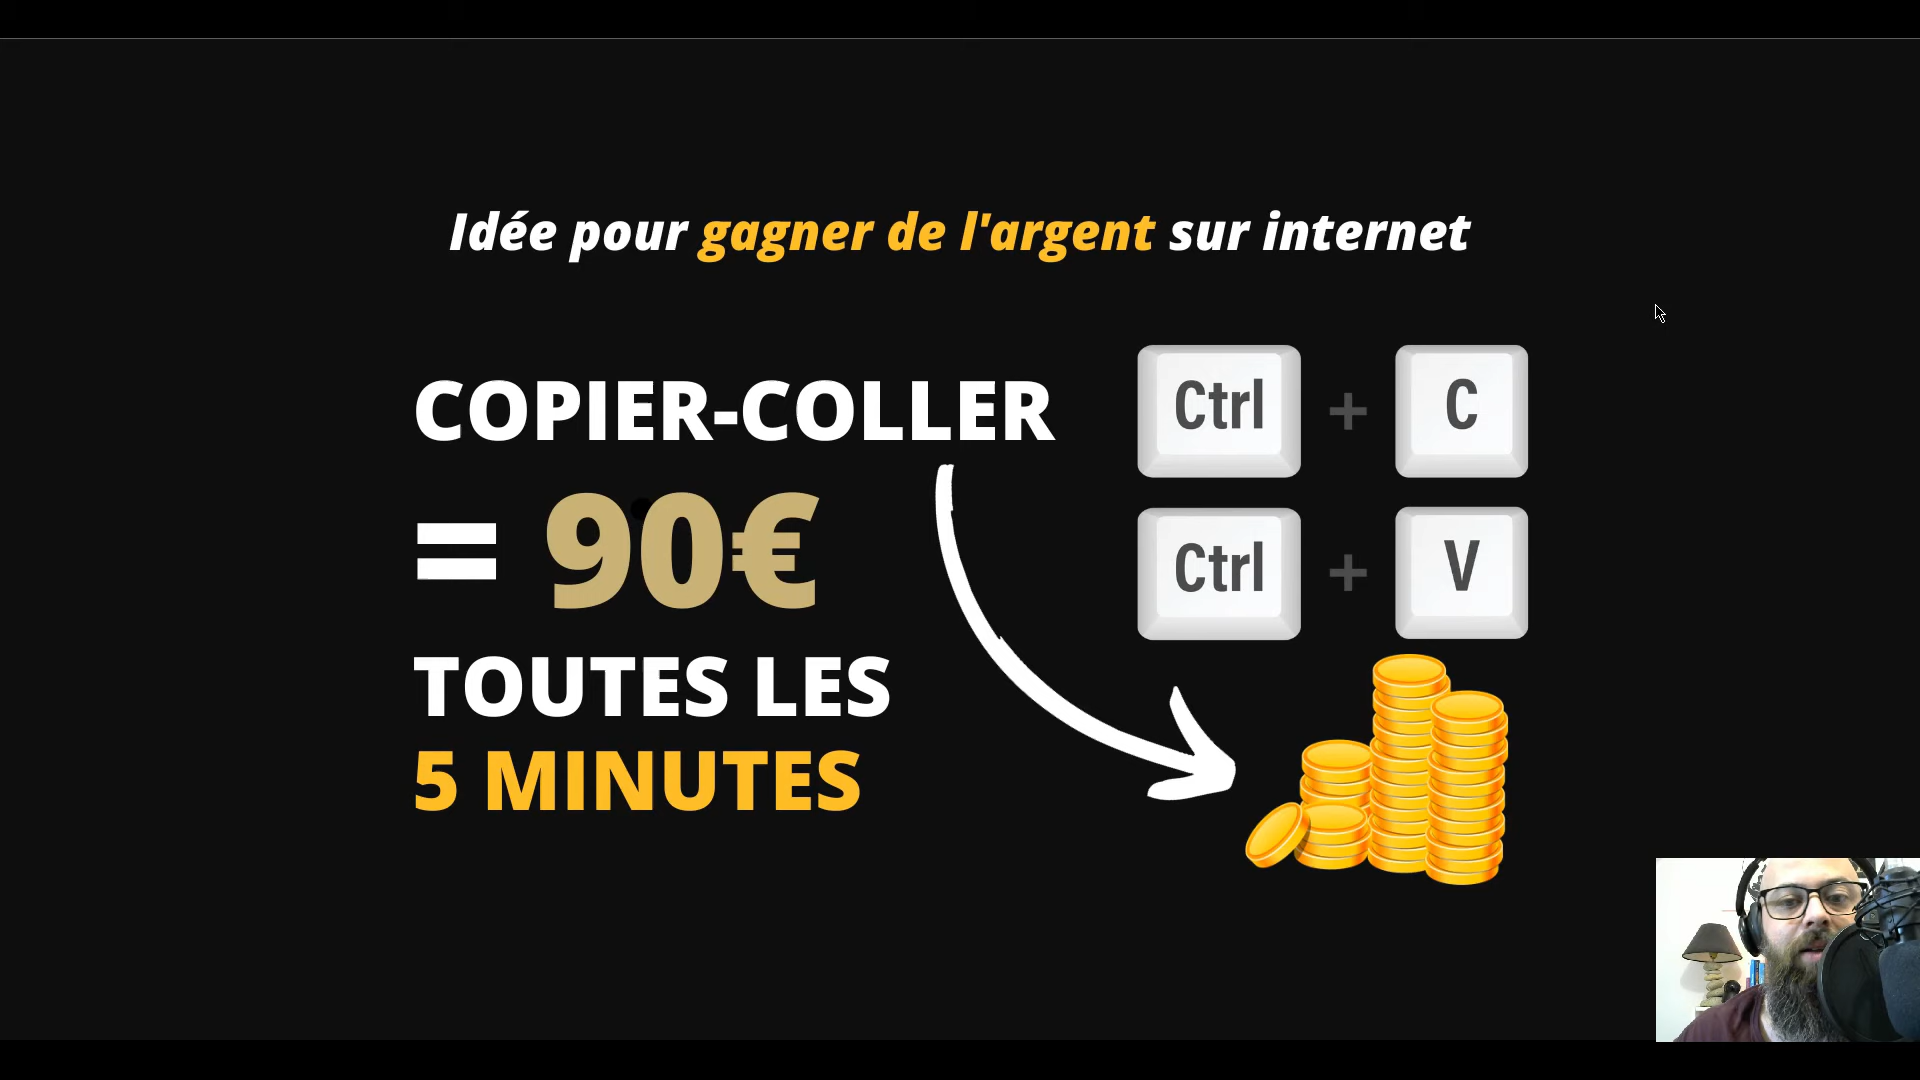 Idée pour gagner de l'argent sur internet
COPIER-COLLER
= 90€
TOUTES LES
5 MINUTES
Ctrl + C
Ctrl + V